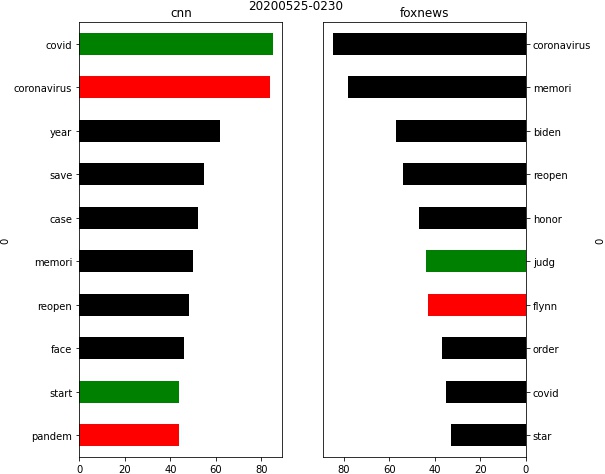 20200525-0230
cnn
foxnews
covid
coronavirus
year
save
case
memori
reopen
face
start
pandem
0
0 20 40 60 80
coronavirus
memori
biden
reopen
honor
judg
flynn
order
covid
star
80 60 40 20 0
0